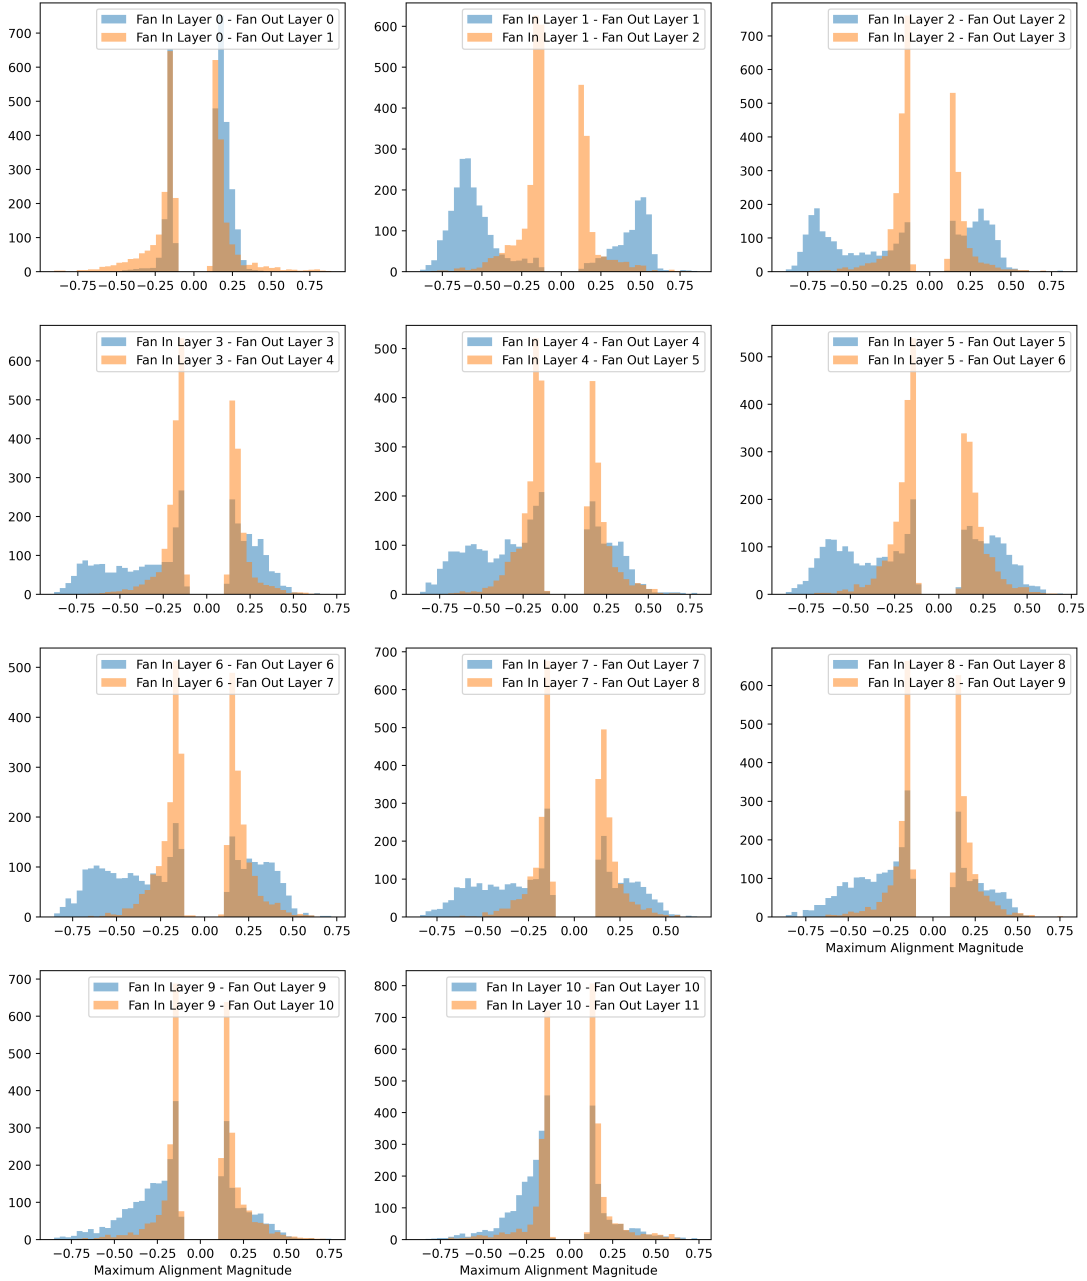 Fan In Layer 0 - Fan Out Layer 0
Fan In Layer 0 - Fan Out Layer 1
700
600
500
400
300
200
100
0
−0.75 −0.50 −0.25 0.00 0.25 0.50 0.75
Fan In Layer 1 - Fan Out Layer 1
Fan In Layer 1 - Fan Out Layer 2
600
500
400
300
200
100
0
−0.75 −0.50 −0.25 0.00 0.25 0.50 0.75
Fan In Layer 2 - Fan Out Layer 2
Fan In Layer 2 - Fan Out Layer 3
700
600
500
400
300
200
100
0
−0.75 −0.50 −0.25 0.00 0.25 0.50 0.75
Fan In Layer 3 - Fan Out Layer 3
Fan In Layer 3 - Fan Out Layer 4
600
500
400
300
200
100
0
−0.75 −0.50 −0.25 0.00 0.25 0.50 0.75
Fan In Layer 4 - Fan Out Layer 4
Fan In Layer 4 - Fan Out Layer 5
500
400
300
200
100
0
−0.75 −0.50 −0.25 0.00 0.25 0.50 0.75
Fan In Layer 5 - Fan Out Layer 5
Fan In Layer 5 - Fan Out Layer 6
500
400
300
200
100
0
−0.75 −0.50 −0.25 0.00 0.25 0.50 0.75
Fan In Layer 6 - Fan Out Layer 6
Fan In Layer 6 - Fan Out Layer 7
500
400
300
200
100
0
−0.75 −0.50 −0.25 0.00 0.25 0.50 0.75
Fan In Layer 7 - Fan Out Layer 7
Fan In Layer 7 - Fan Out Layer 8
700
600
500
400
300
200
100
0
−0.75 −0.50 −0.25 0.00 0.25 0.50
Fan In Layer 8 - Fan Out Layer 8
Fan In Layer 8 - Fan Out Layer 9
600
500
400
300
200
100
0
−0.75 −0.50 −0.25 0.00 0.25 0.50 0.75
Maximum Alignment Magnitude
Fan In Layer 9 - Fan Out Layer 9
Fan In Layer 9 - Fan Out Layer 10
700
600
500
400
300
200
100
0
−0.75 −0.50 −0.25 0.00 0.25 0.50 0.75
Maximum Alignment Magnitude
Fan In Layer 10 - Fan Out Layer 10
Fan In Layer 10 - Fan Out Layer 11
800
700
600
500
400
300
200
100
0
−0.75 −0.50 −0.25 0.00 0.25 0.50 0.75
Maximum Alignment Magnitude